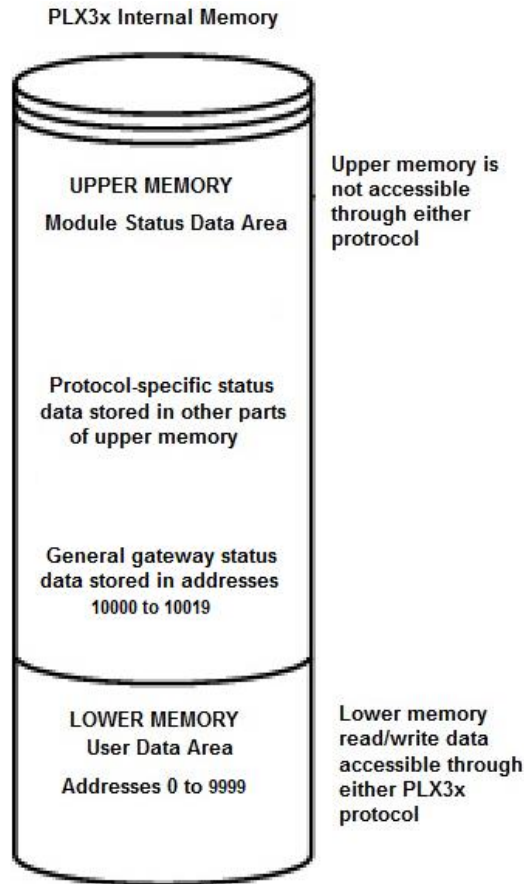 PLX3x Internal Memory
UPPER MEMORY
Module Status Data Area
Upper memory is
not accessible
through either
protrocol
Protocol-specific status
data stored in other parts
of upper memory
General gateway status
data stored in addresses
10000 to 10019
LOWER MEMORY
User Data Area
Addresses 0 to 9999
Lower memory
read/write data
accessible through
either PLX3x
protocol